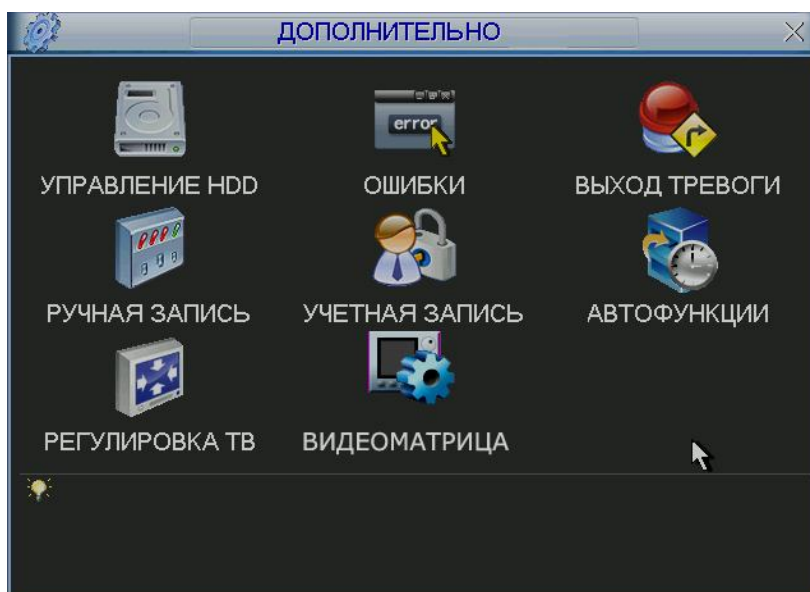 ДОПОЛНИТЕЛЬНО
error
УПРАВЛЕНИЕ HDD ОШИБКИ ВЫХОД ТРЕВОГИ
РУЧНАЯ ЗАПИСЬ УЧЕТНАЯ ЗАПИСЬ АВТОФУНКЦИИ
РЕГУЛИРОВКА ТВ ВИДЕОМАТРИЦА